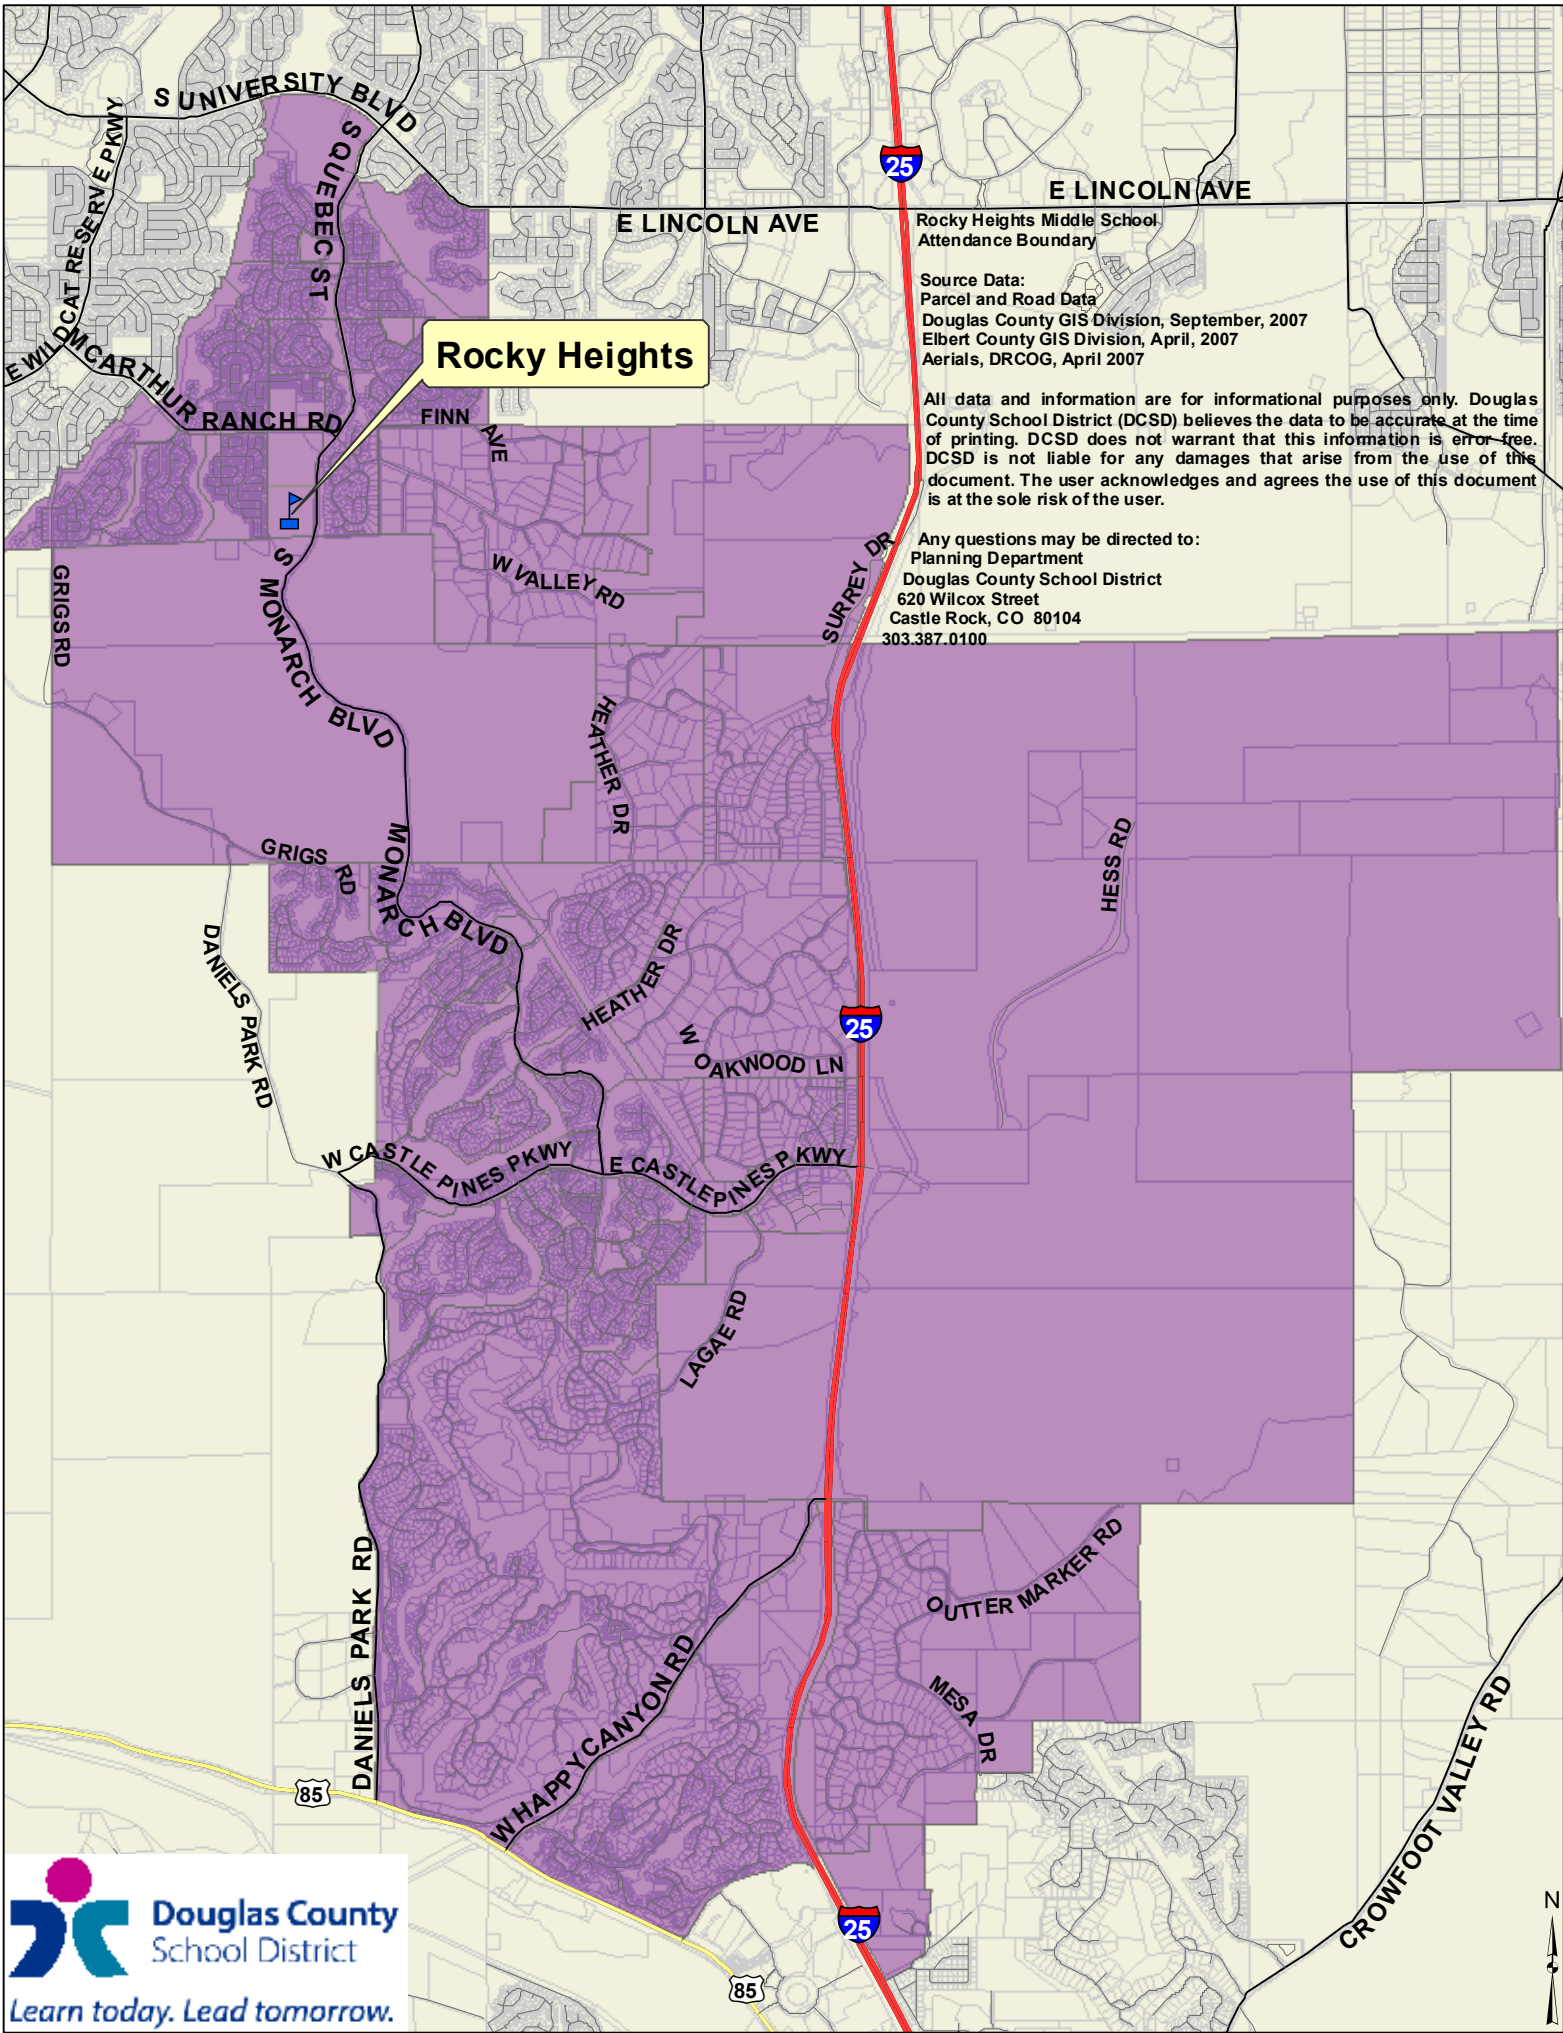 S UNIVERSITY BLVD
S QUEBEC ST
E WILDCAT RESERVE PKWY
25
E LINCOLN AVE
E LINCOLN AVE
Rocky Heights Middle School
Attendance Boundary
Source Data:
Parcel and Road Data
Douglas County GIS Division, September, 2007
Elbert County GIS Division, April, 2007
Aerials, DRCOG, April 2007
Rocky Heights
MCARTHUR RANCH RD
FINN AVE
All data and information are for informational purposes only. Douglas
County School District (DCSD) believes the data to be accurate at the time
of printing. DCSD does not warrant that this information is error free.
DCSD is not liable for any damages that arise from the use of this
document. The user acknowledges and agrees the use of this document
is at the sole risk of the user.
Any questions may be directed to:
Planning Department
Douglas County School District
620 Wilcox Street
Castle Rock, CO 80104
303.387.0100
SURREY DR
W VALLEY RD
GRIGS RD
S MONARCH BLVD
HEATHER DR
GRIGS RD
MONARCH BLVD
HESS RD
DANIELS PARK RD
HEATHER DR
25
W OAKWOOD LN
W CASTLE PINES PKWY
E CASTLE PINES PKWY
LAGAE RD
OUTTER MARKER RD
DANIELS PARK RD
W HAPPY CANYON RD
MESA DR
CROWFOOT VALLEY RD
85
25
85
N
Douglas County
School District
Learn today. Lead tomorrow.